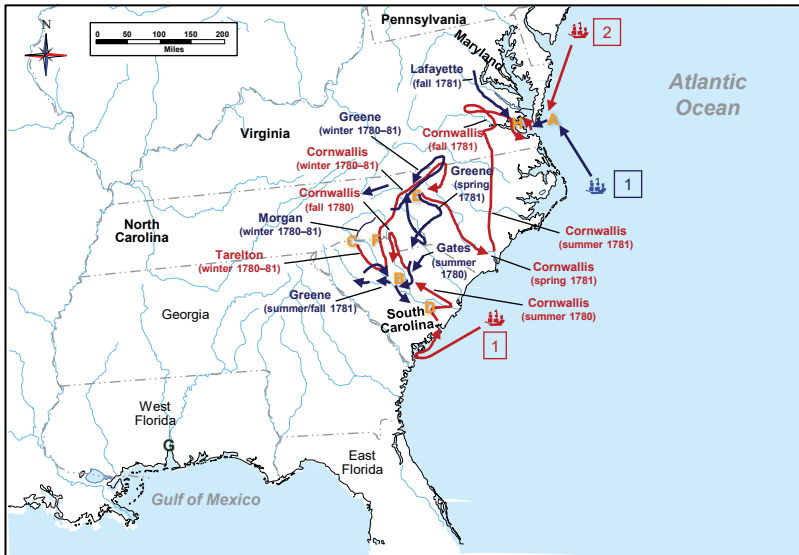 Pennsylvania
N
0 50 100 150 200
Miles
Maryland
2
Lafayette
(fall 1781)
Atlantic
Ocean
Greene
(winter 1780–81)
Virginia
Cornwallis
(fall 1781)
H
A
Cornwallis
(winter 1780–81)
Greene
(spring
1781)
1
Cornwallis
(fall 1780)
E
North
Carolina
Morgan
(winter 1780–81)
C
F
Cornwallis
(summer 1781)
Tarelton
(winter 1780–81)
Gates
(summer
1780)
Cornwallis
(spring 1781)
B
Greene
(summer/fall 1781)
Cornwallis
(summer 1780)
D
Georgia
South
Carolina
1
West
Florida
G
East
Florida
Gulf of Mexico